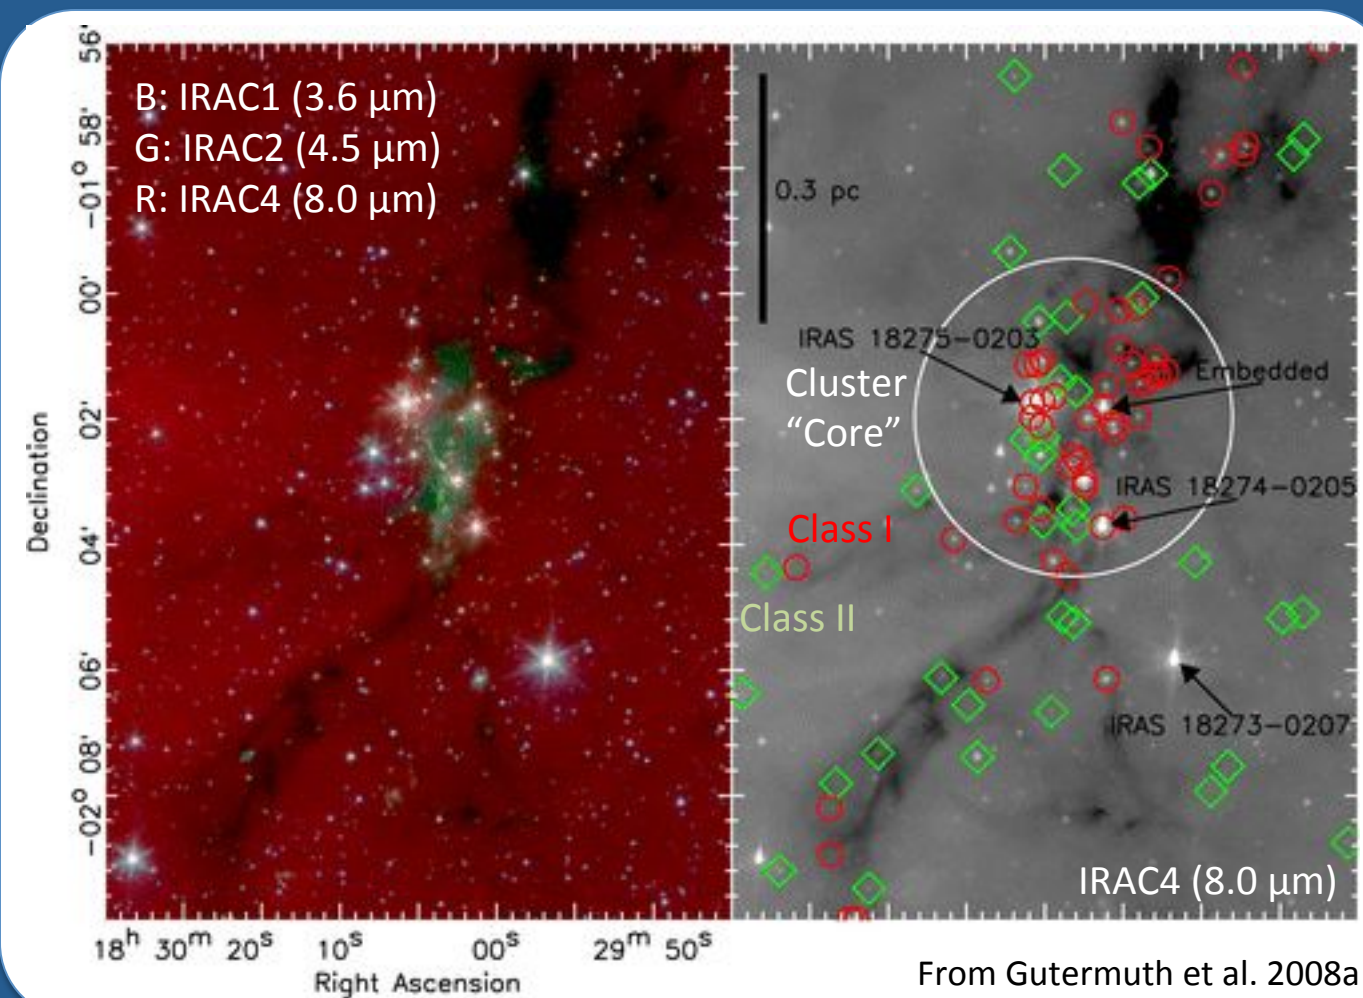 B: IRAC1 (3.6 µm)
G: IRAC2 (4.5 µm)
R: IRAC4 (8.0 µm)
56'
58'
−01°
00'
02'
04'
06'
08'
−02°
Declination
18ʰ 30ᵐ 20ˢ
10ˢ
00ˢ
29ᵐ 50ˢ
Right Ascension
0.3 pc
IRAS 18275−0203
Cluster
“Core”
Embedded
IRAS 18274−0205
Class I
Class II
IRAS 18273−0207
IRAC4 (8.0 µm)
From Gutermuth et al. 2008a